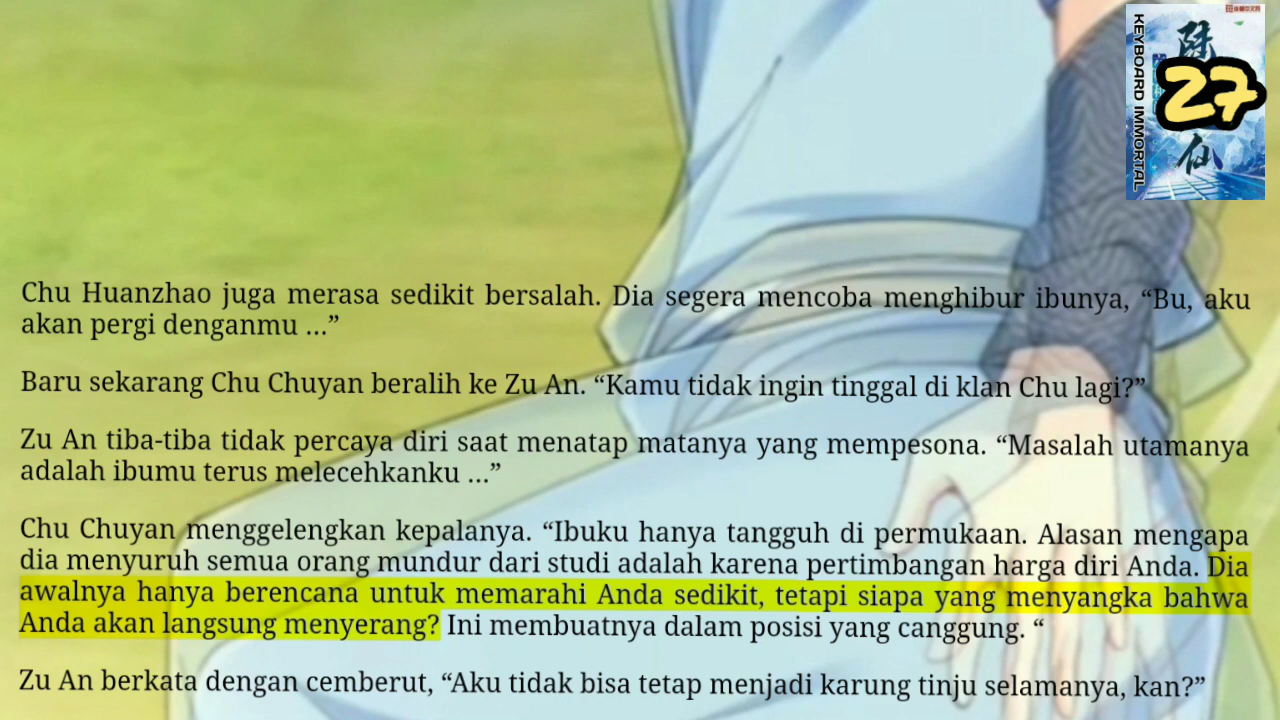 KEYBOARD IMMORTAL
陆
仙
27
Chu Huanzhao juga merasa sedikit bersalah. Dia segera mencoba menghibur ibunya, “Bu, aku
akan pergi denganmu ...”
Baru sekarang Chu Chuyan beralih ke Zu An. “Kamu tidak ingin tinggal di klan Chu lagi?”
Zu An tiba-tiba tidak percaya diri saat menatap matanya yang mempesona. “Masalah utamanya
adalah ibumu terus melecehkanku ...”
Chu Chuyan menggelengkan kepalanya. “Ibuku hanya tangguh di permukaan. Alasan mengapa
dia menyuruh semua orang mundur dari studi adalah karena pertimbangan harga diri Anda. Dia
awalnya hanya berencana untuk memarahi Anda sedikit, tetapi siapa yang menyangka bahwa
Anda akan langsung menyerang? Ini membuatnya dalam posisi yang canggung. “
Zu An berkata dengan cemberut, “Aku tidak bisa tetap menjadi karung tinju selamanya, kan?”